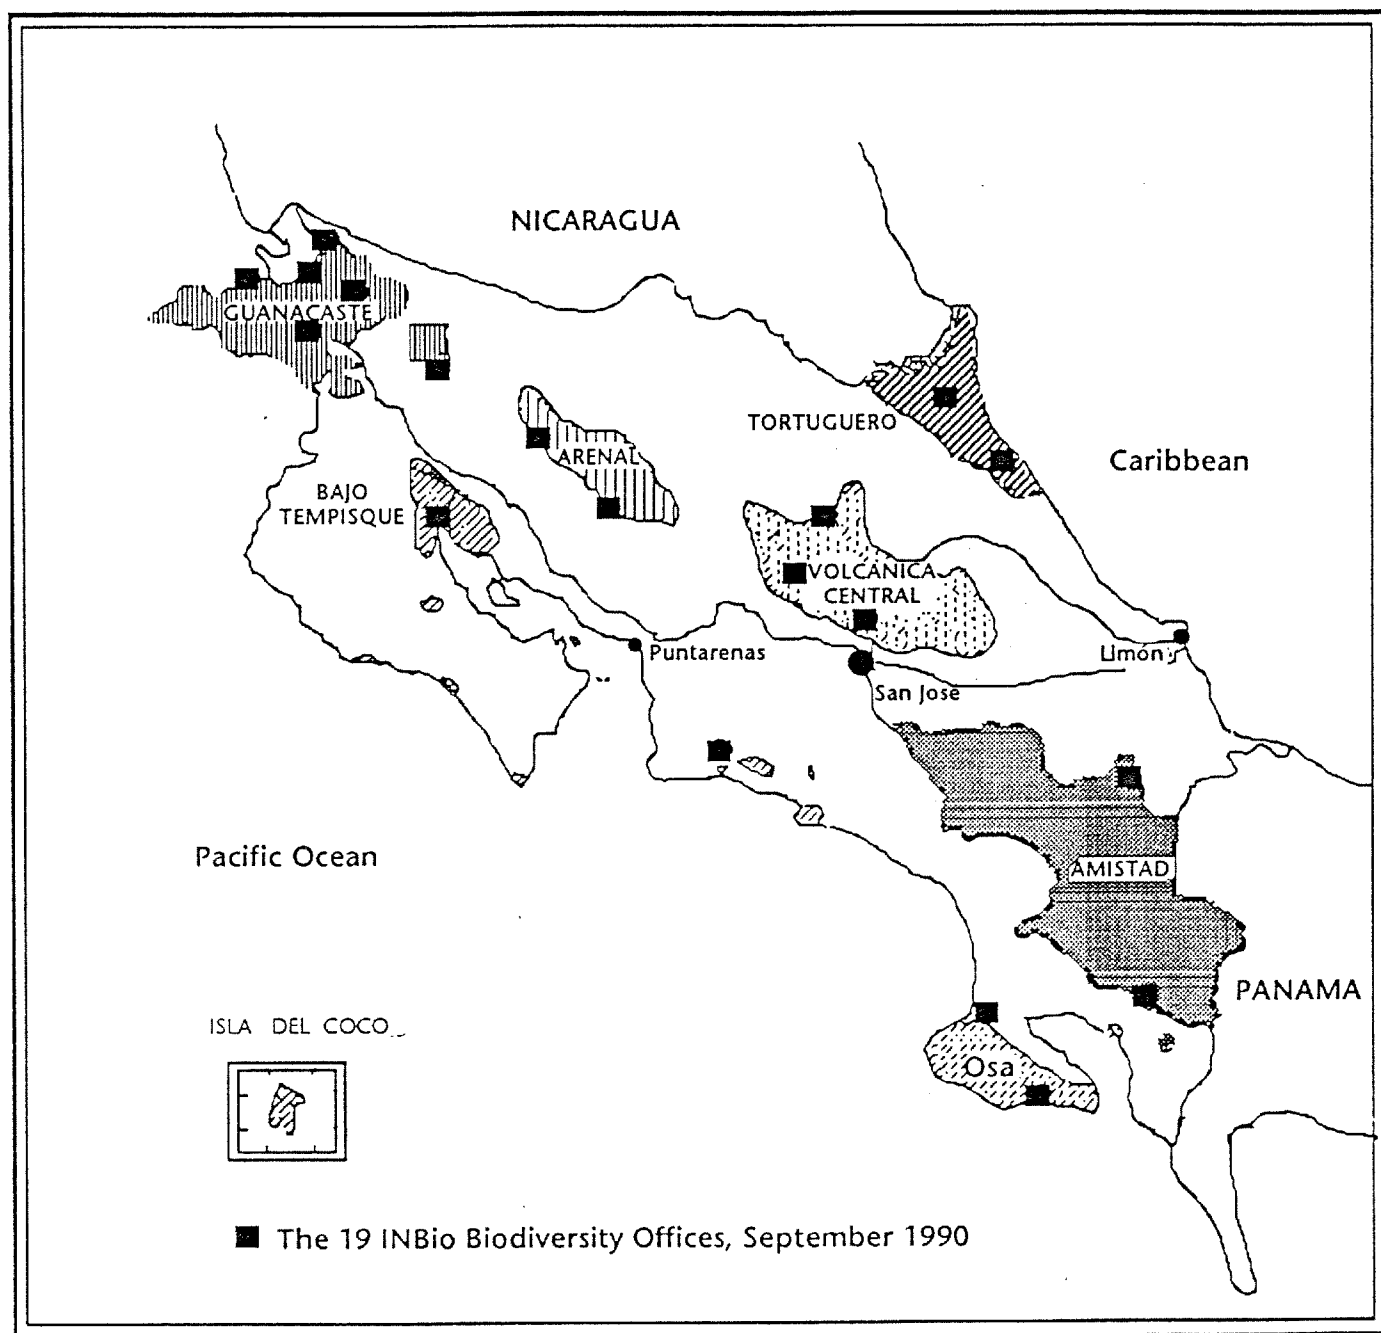 NICARAGUA
GUANACASTE
TORTUGUERO
ARENAL
Caribbean
BAJO
TEMPISQUE
VOLCÁNICA
CENTRAL
Puntarenas
Limón
San José
Pacific Ocean
AMISTAD
PANAMA
ISLA DEL COCO
Osa
The 19 INBio Biodiversity Offices, September 1990